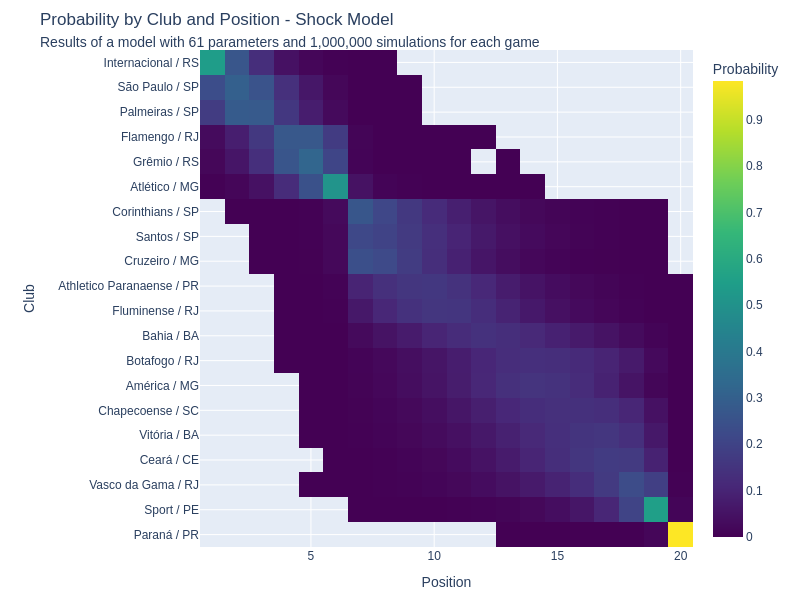 Probability by Club and Position - Shock Model
Results of a model with 61 parameters and 1,000,000 simulations for each game
Probability
Internacional / RS
São Paulo / SP
Palmeiras / SP
Flamengo / RJ
Grêmio / RS
Atlético / MG
Corinthians / SP
Santos / SP
Cruzeiro / MG
Athletico Paranaense / PR
Fluminense / RJ
Bahia / BA
Botafogo / RJ
América / MG
Chapecoense / SC
Vitória / BA
Ceará / CE
Vasco da Gama / RJ
Sport / PE
Paraná / PR
Club
5
10
15
20
Position
0.9
0.8
0.7
0.6
0.5
0.4
0.3
0.2
0.1
0